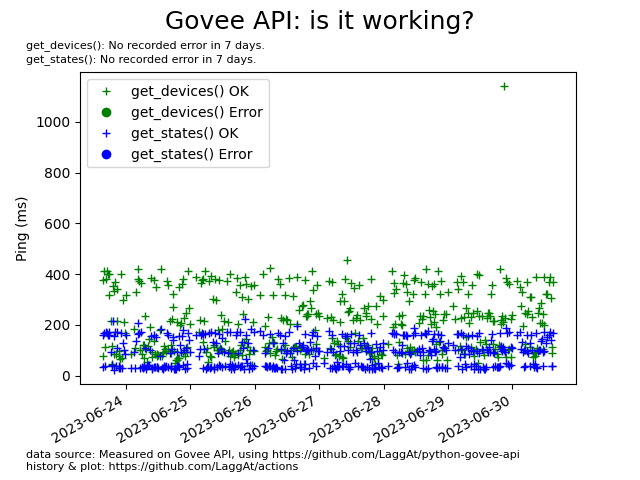 Govee API: is it working?
get_devices(): No recorded error in 7 days.
get_states(): No recorded error in 7 days.
get_devices() OK
get_devices() Error
get_states() OK
get_states() Error
Ping (ms)
1000
800
600
400
200
0
2023-06-24
2023-06-25
2023-06-26
2023-06-27
2023-06-28
2023-06-29
2023-06-30
data source: Measured on Govee API, using https://github.com/LaggAt/python-govee-api
history & plot: https://github.com/LaggAt/actions